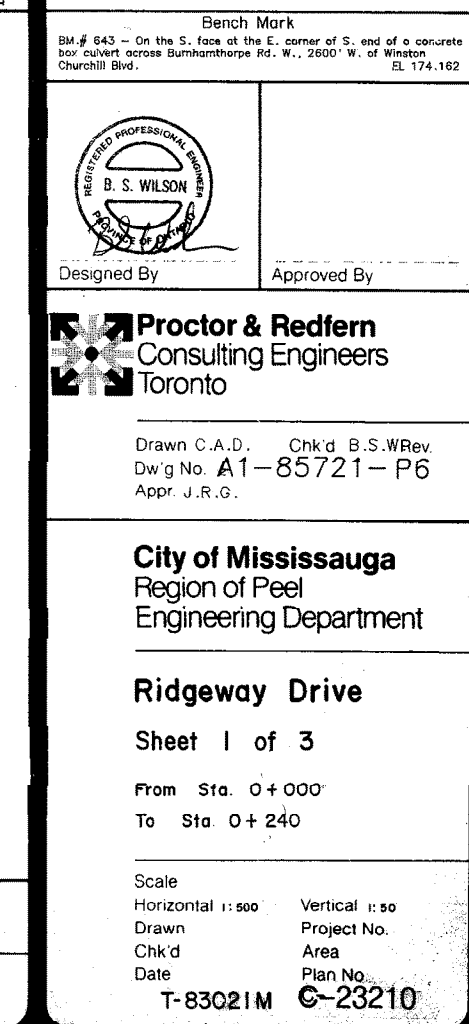 Bench Mark
BM.# 643 - On the S. face at the E. corner of S. end of a concrete
box culvert across Burnhamthorpe Rd. W., 2600' W. of Winston
Churchill Blvd. EL 174.162
REGISTERED PROFESSIONAL ENGINEER
B. S. WILSON
PROVINCE OF ONTARIO
Designed By Approved By
Proctor & Redfern
Consulting Engineers
Toronto
Drawn C.A.D. Chk'd B.S.W Rev.
Dw'g No. A1-85721-P6
Appr. J.R.G.
City of Mississauga
Region of Peel
Engineering Department
Ridgeway Drive
Sheet 1 of 3
From Sta. 0+000
To Sta. 0+240
Scale
Horizontal 1:500 Vertical 1:50
Drawn Project No.
Chk'd Area
Date Plan No.
T-83021M C-23210